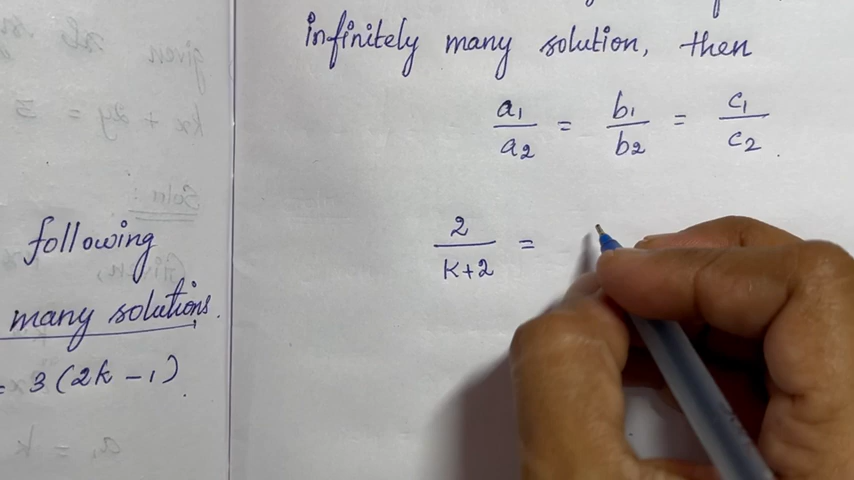 infinitely many solution, then
a₁/a₂ = b₁/b₂ = c₁/c₂.
2/K+2 =
following
many solutions.
= 3(2k-1).